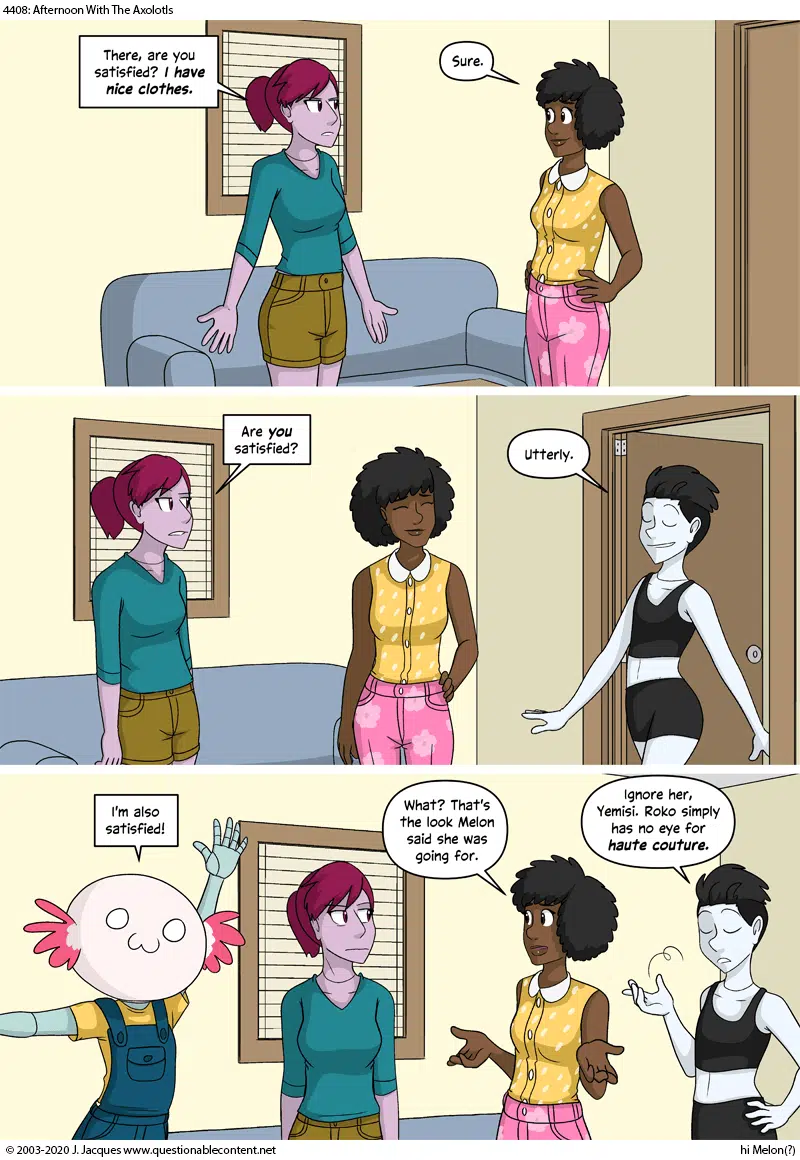 4408: Afternoon With The Axolotls
There, are you
satisfied? I have
nice clothes.
Sure.
Are you
satisfied?
Utterly.
I'm also
satisfied!
What? That's
the look Melon
said she was
going for.
Ignore her,
Yemisi. Roko simply
has no eye for
haute couture.
© 2003-2020 J. Jacques www.questionablecontent.net
hi Melon(?)